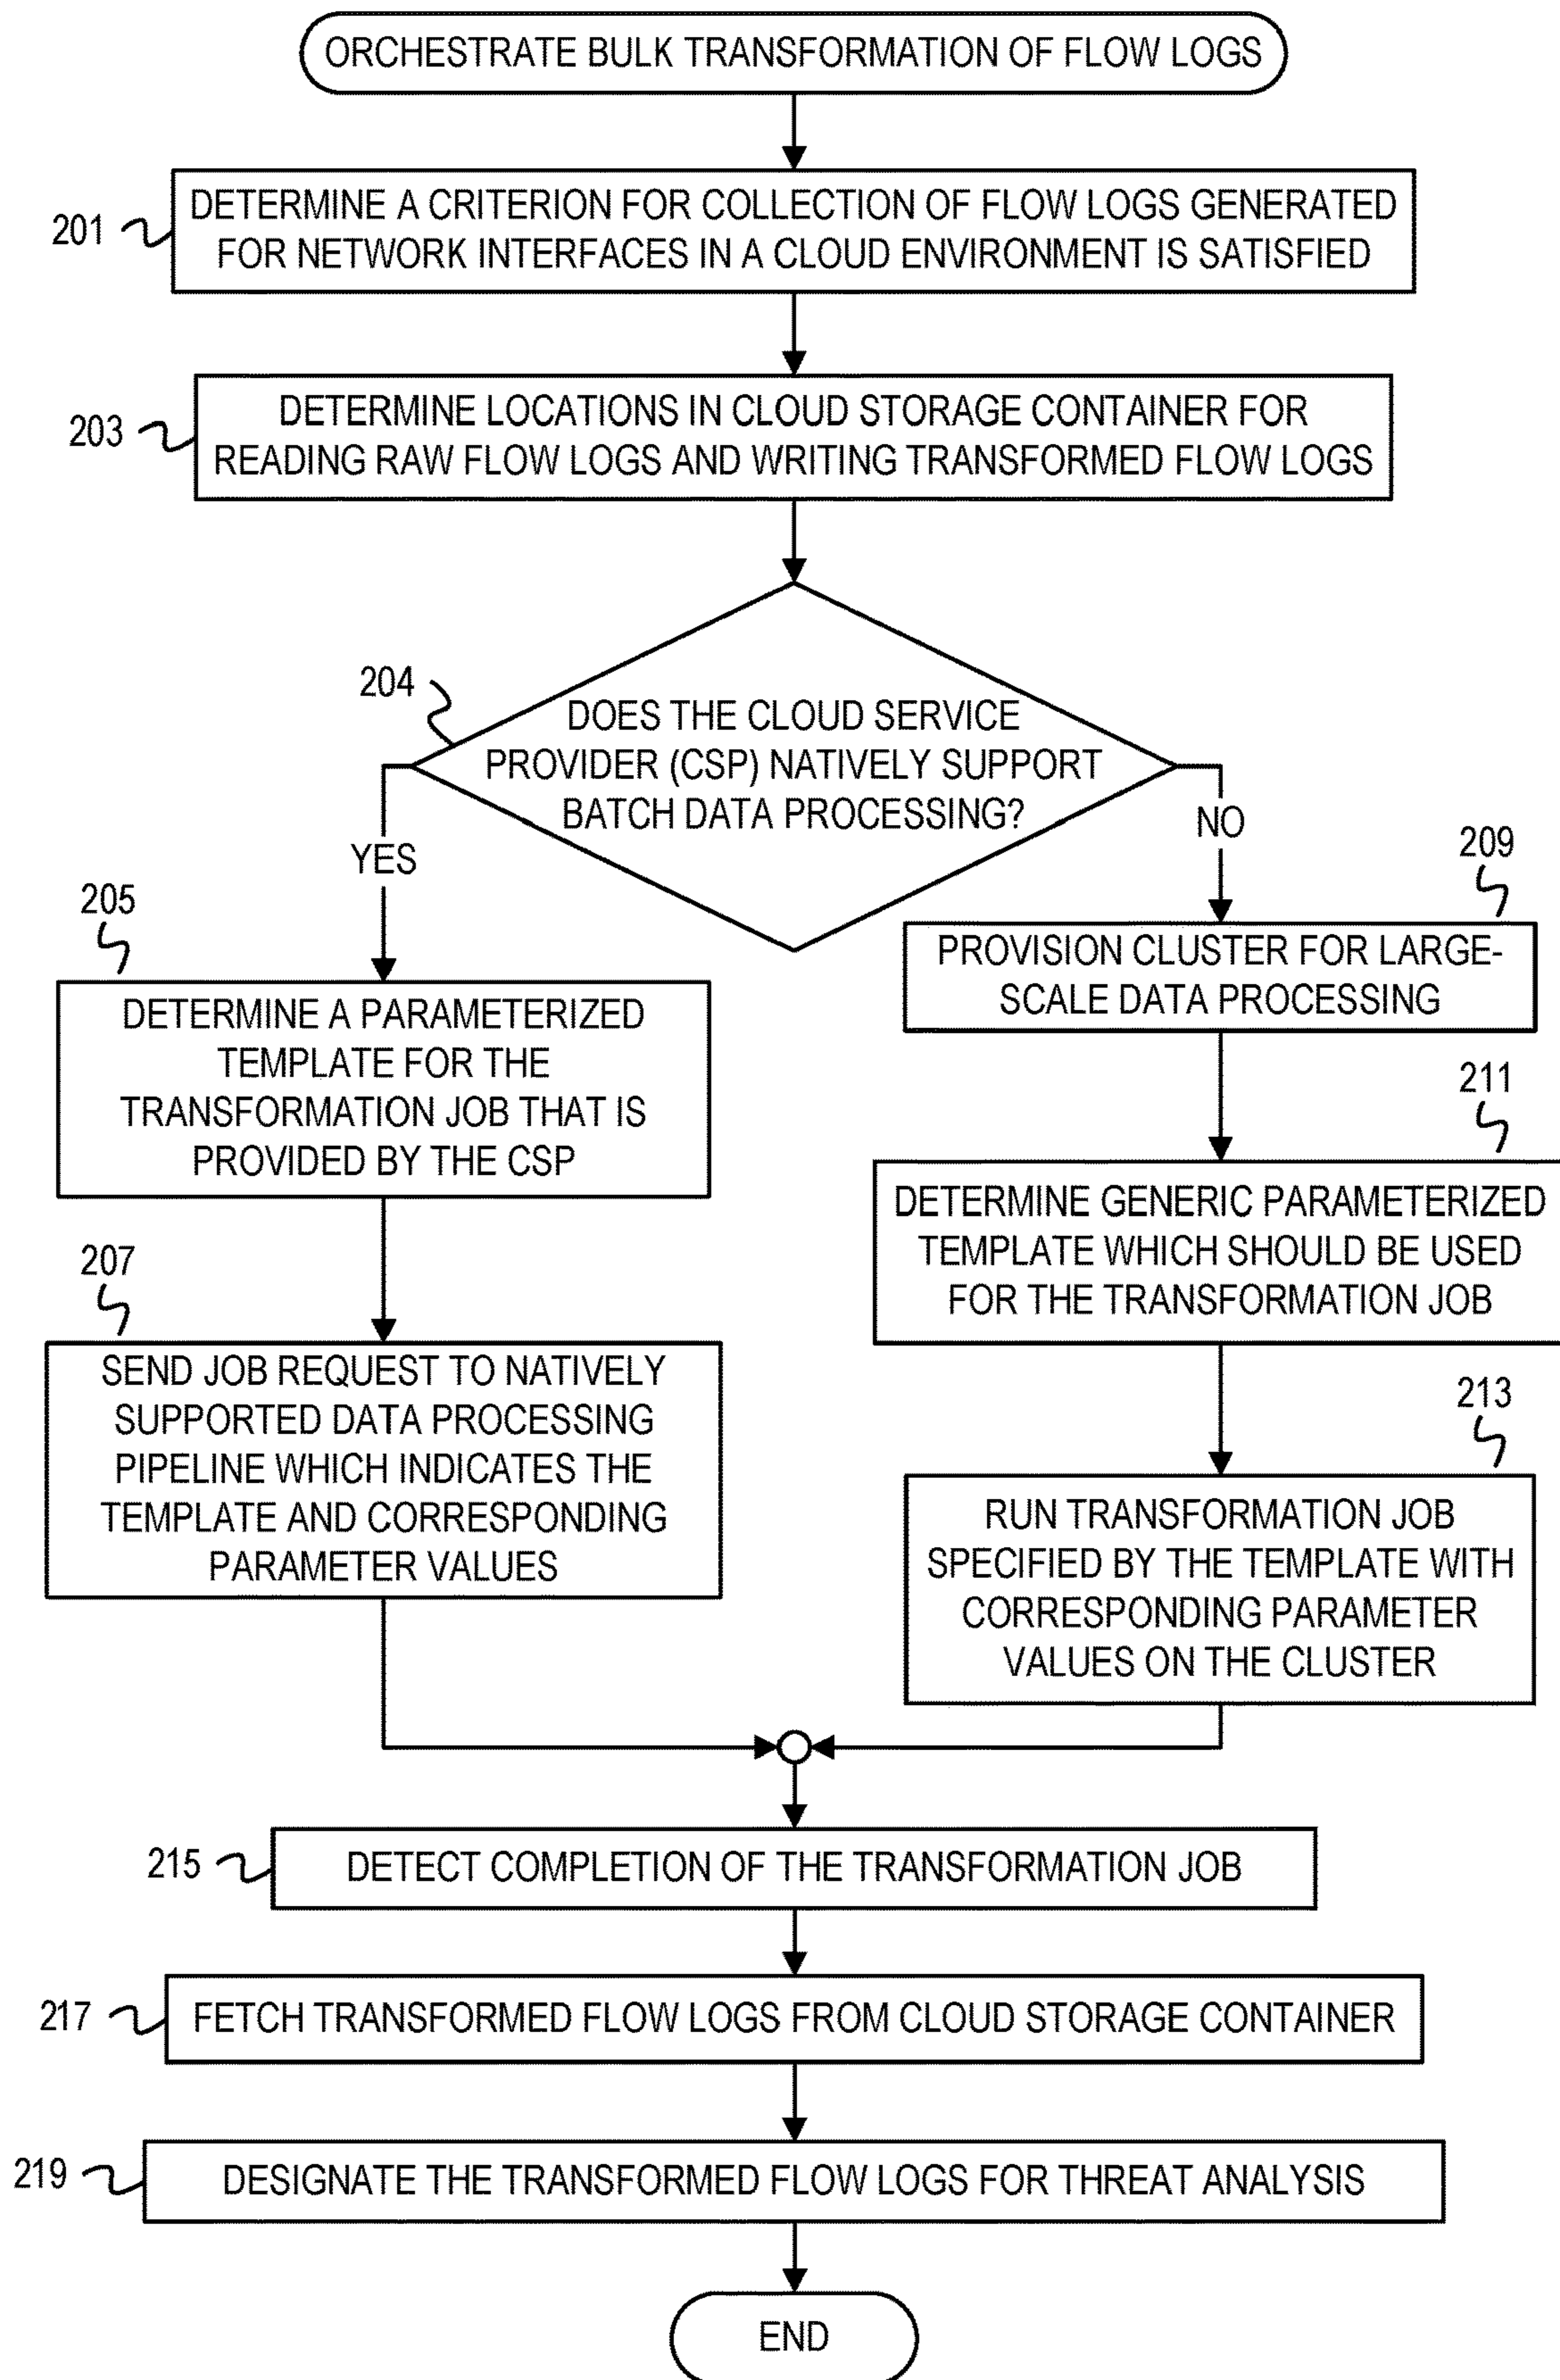 ORCHESTRATE BULK TRANSFORMATION OF FLOW LOGS
201
DETERMINE A CRITERION FOR COLLECTION OF FLOW LOGS GENERATED
FOR NETWORK INTERFACES IN A CLOUD ENVIRONMENT IS SATISFIED
203
DETERMINE LOCATIONS IN CLOUD STORAGE CONTAINER FOR
READING RAW FLOW LOGS AND WRITING TRANSFORMED FLOW LOGS
204
DOES THE CLOUD SERVICE
PROVIDER (CSP) NATIVELY SUPPORT
BATCH DATA PROCESSING?
YES
205
DETERMINE A PARAMETERIZED
TEMPLATE FOR THE
TRANSFORMATION JOB THAT IS
PROVIDED BY THE CSP
207
SEND JOB REQUEST TO NATIVELY
SUPPORTED DATA PROCESSING
PIPELINE WHICH INDICATES THE
TEMPLATE AND CORRESPONDING
PARAMETER VALUES
NO
209
PROVISION CLUSTER FOR LARGE-
SCALE DATA PROCESSING
211
DETERMINE GENERIC PARAMETERIZED
TEMPLATE WHICH SHOULD BE USED
FOR THE TRANSFORMATION JOB
213
RUN TRANSFORMATION JOB
SPECIFIED BY THE TEMPLATE WITH
CORRESPONDING PARAMETER
VALUES ON THE CLUSTER
215
DETECT COMPLETION OF THE TRANSFORMATION JOB
217
FETCH TRANSFORMED FLOW LOGS FROM CLOUD STORAGE CONTAINER
219
DESIGNATE THE TRANSFORMED FLOW LOGS FOR THREAT ANALYSIS
END